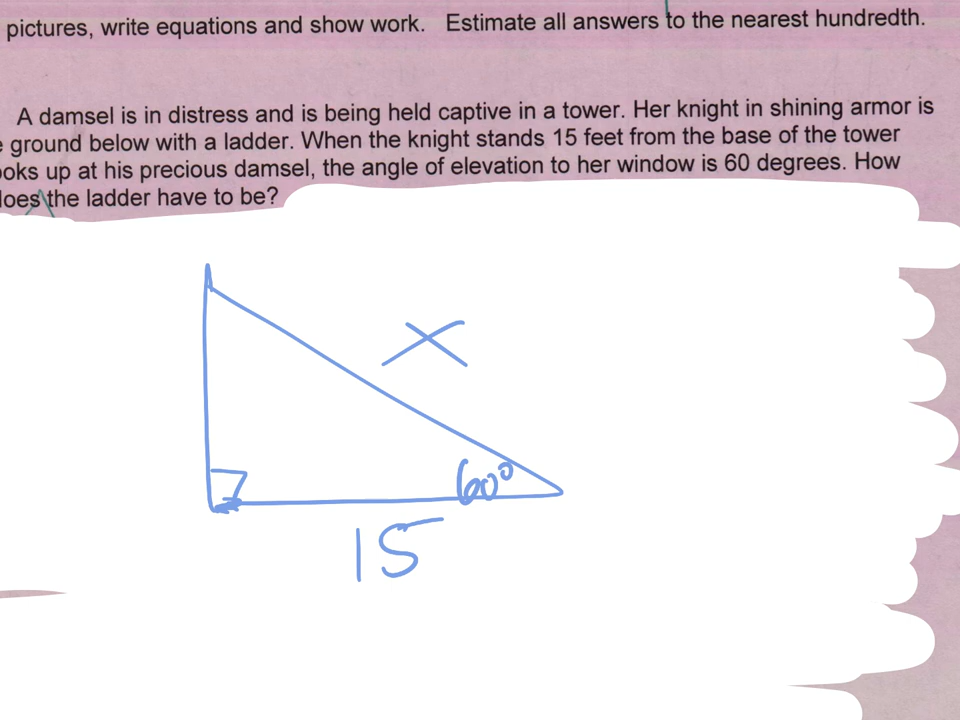 pictures, write equations and show work. Estimate all answers to the nearest hundredth.
A damsel is in distress and is being held captive in a tower. Her knight in shining armor is
ground below with a ladder. When the knight stands 15 feet from the base of the tower
up at his precious damsel, the angle of elevation to her window is 60 degrees. How
the ladder have to be?
X
60°
15